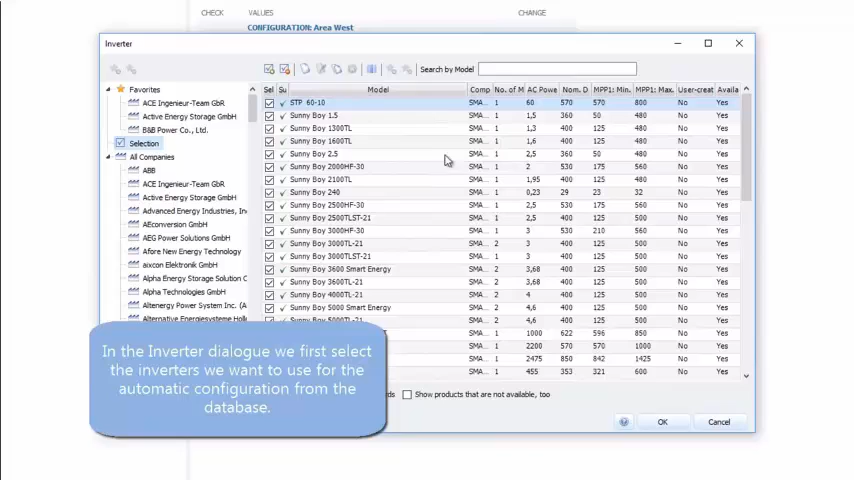 CHECK VALUES CHANGE
CONFIGURATION: Area West
Inverter
Search by Model
Favorites
ACE Ingenieur-Team GbR
Active Energy Storage GmbH
B&B Power Co., Ltd.
Selection
All Companies
ABB
ACE Ingenieur-Team GbR
Active Energy Storage GmbH
Advanced Energy Industries, In
AEconversion GmbH
AEG Power Solutions GmbH
Afore New Energy Technology
aixcon Elektronik GmbH
Alpha Energy Storage Solution C
Alpha Technologies GmbH
Altenergy Power System Inc. (A
Alternative Energiesysteme Holle
Sel Su Model Comp No. of M AC Powe Nom. D MPP1: Min. MPP1: Max. User-creat Availa
STP 60-10 SMA... 1 60 570 570 800 No Yes
Sunny Boy 1.5 SMA... 1 1,5 360 50 480 No Yes
Sunny Boy 1300TL SMA... 1 1,3 400 125 480 No Yes
Sunny Boy 1600TL SMA... 1 1,6 400 125 480 No Yes
Sunny Boy 2.5 SMA... 1 2,5 360 50 480 No Yes
Sunny Boy 2000HF-30 SMA... 1 2 530 175 560 No Yes
Sunny Boy 2100TL SMA... 1 1,95 400 125 480 No Yes
Sunny Boy 240 SMA... 1 0,23 29 23 32 No Yes
Sunny Boy 2500HF-30 SMA... 1 2,5 530 175 560 No Yes
Sunny Boy 2500TLST-21 SMA... 1 2,5 400 125 500 No Yes
Sunny Boy 3000HF-30 SMA... 1 3 530 210 560 No Yes
Sunny Boy 3000TL-21 SMA... 2 3 400 125 500 No Yes
Sunny Boy 3000TLST-21 SMA... 1 3 400 125 500 No Yes
Sunny Boy 3600 Smart Energy SMA... 2 3,68 400 125 500 No Yes
Sunny Boy 3600TL-21 SMA... 2 3,68 400 125 500 No Yes
Sunny Boy 4000TL-21 SMA... 2 4 400 125 500 No Yes
Sunny Boy 5000 Smart Energy SMA... 2 4,6 400 125 500 No Yes
Sunny Boy 5000TL-21 SMA... 2 4,6 400 125 500 No Yes
SMA... 1 1000 622 596 850 No Yes
SMA... 1 2200 570 570 1000 No Yes
SMA... 1 2475 850 842 1425 No Yes
SMA... 1 455 353 321 600 No Yes
Show products that are not available, too
In the Inverter dialogue we first select
the inverters we want to use for the
automatic configuration from the
database.
OK Cancel